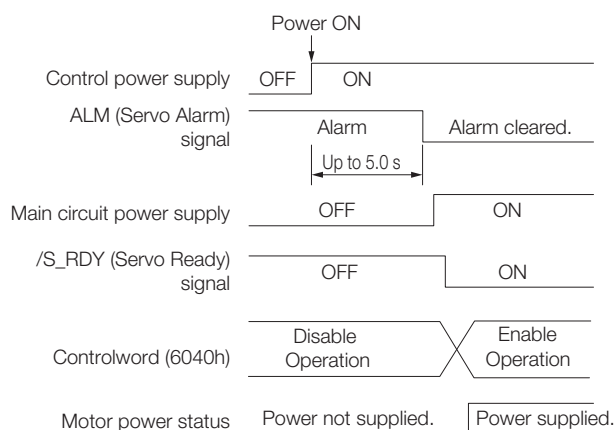 Power ON
Control power supply OFF ON
ALM (Servo Alarm)
signal
Alarm Alarm cleared.
Up to 5.0 s
Main circuit power supply OFF ON
/S_RDY (Servo Ready)
signal
OFF ON
Controlword (6040h)
Disable
Operation
Enable
Operation
Motor power status Power not supplied. Power supplied.